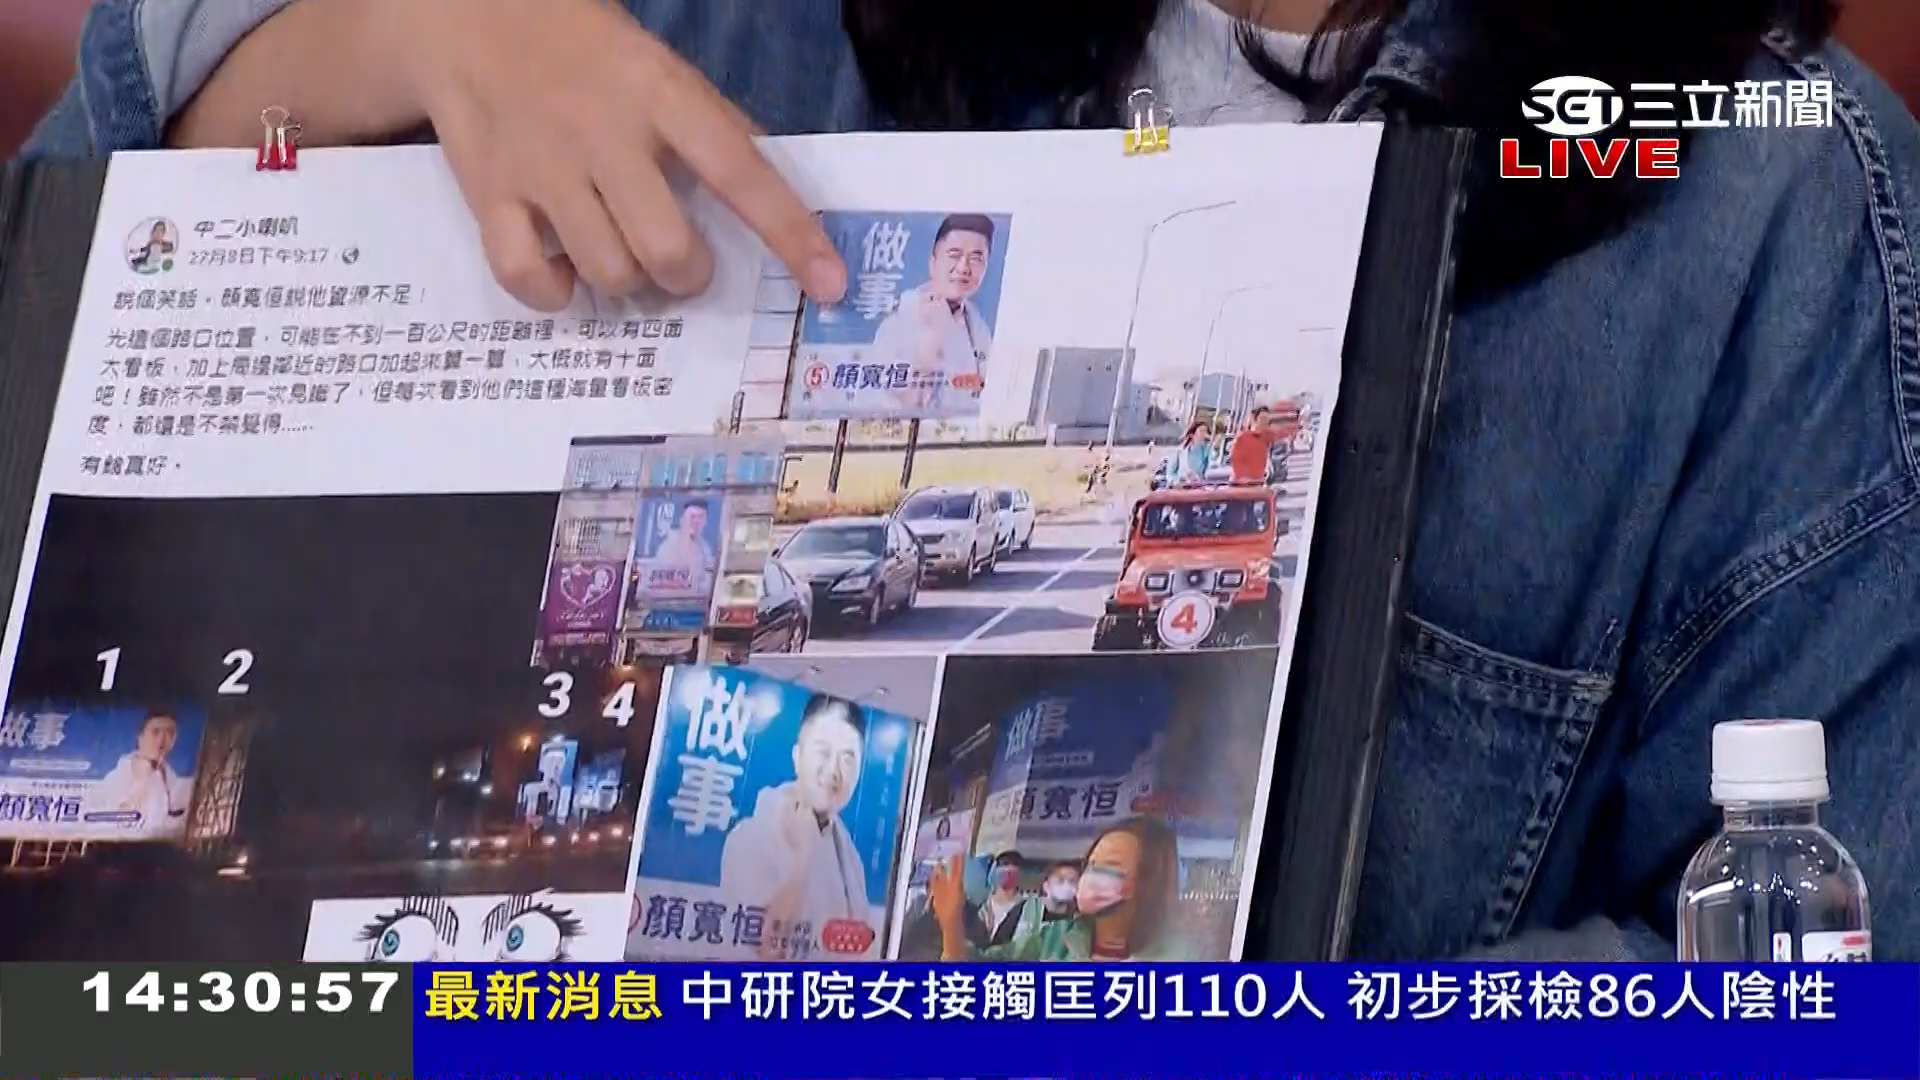 SET三立新聞
LIVE
中二小喇叭
說個笑話。顏寬恒說他資源不足！
光這個路口位置，可能在不到一百公尺的距離裡，可以有四面
大看板，加上周邊鄰近的路口加起來算一算，大概就有十面
吧！雖然不是第一次見識了，但每次看到他們這種海量看板密
度，都還是不禁覺得......
有錢真好。
做事
5 顏寬恒
做事
4
1
2
3
4
做事
顏寬恒
做事
顏寬恒
做事
顏寬恒
14:30:57
最新消息 中研院女接觸匡列110人 初步採檢86人陰性